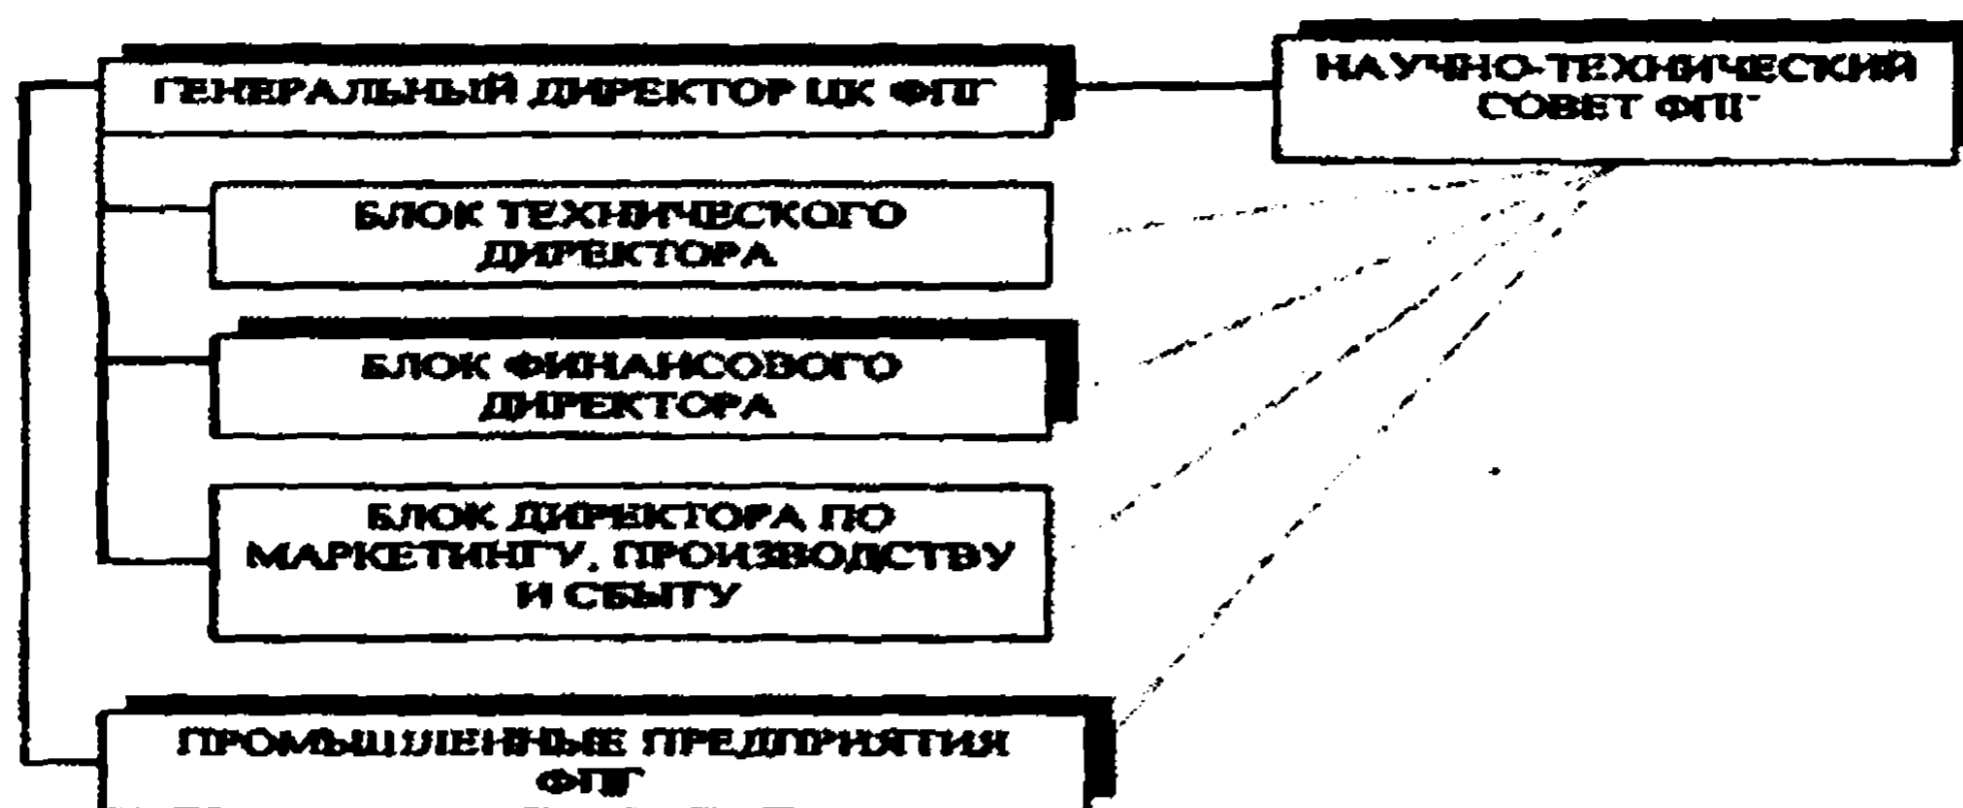 ГЕНЕРАЛЬНЫЙ ДИРЕКТОР ЦК ФПГ
НАУЧНО-ТЕХНИЧЕСКИЙ
СОВЕТ ФПГ
БЛОК ТЕХНИЧЕСКОГО
ДИРЕКТОРА
БЛОК ФИНАНСОВОГО
ДИРЕКТОРА
БЛОК ДИРЕКТОРА ПО
МАРКЕТИНГУ, ПРОИЗВОДСТВУ
И СБЫТУ
ПРОМЫШЛЕННЫЕ ПРЕДПРИЯТИЯ
ФПГ